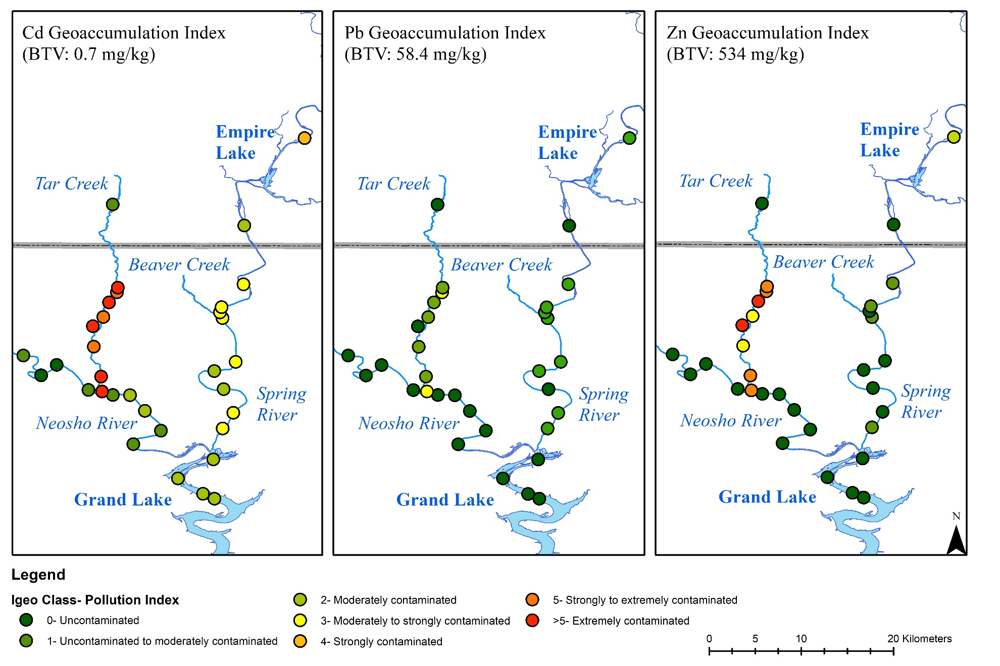 Cd Geoaccumulation Index
(BTV: 0.7 mg/kg)
Empire
Lake
Tar Creek
Beaver Creek
Spring
River
Neosho River
Grand Lake
Pb Geoaccumulation Index
(BTV: 58.4 mg/kg)
Empire
Lake
Tar Creek
Beaver Creek
Spring
River
Neosho River
Grand Lake
Zn Geoaccumulation Index
(BTV: 534 mg/kg)
Empire
Lake
Tar Creek
Beaver Creek
Spring
River
Neosho River
Grand Lake
N
Legend
Igeo Class- Pollution Index
0- Uncontaminated
1- Uncontaminated to moderately contaminated
2- Moderately contaminated
3- Moderately to strongly contaminated
4- Strongly contaminated
5- Strongly to extremely contaminated
>5- Extremely contaminated
0 5 10 20 Kilometers